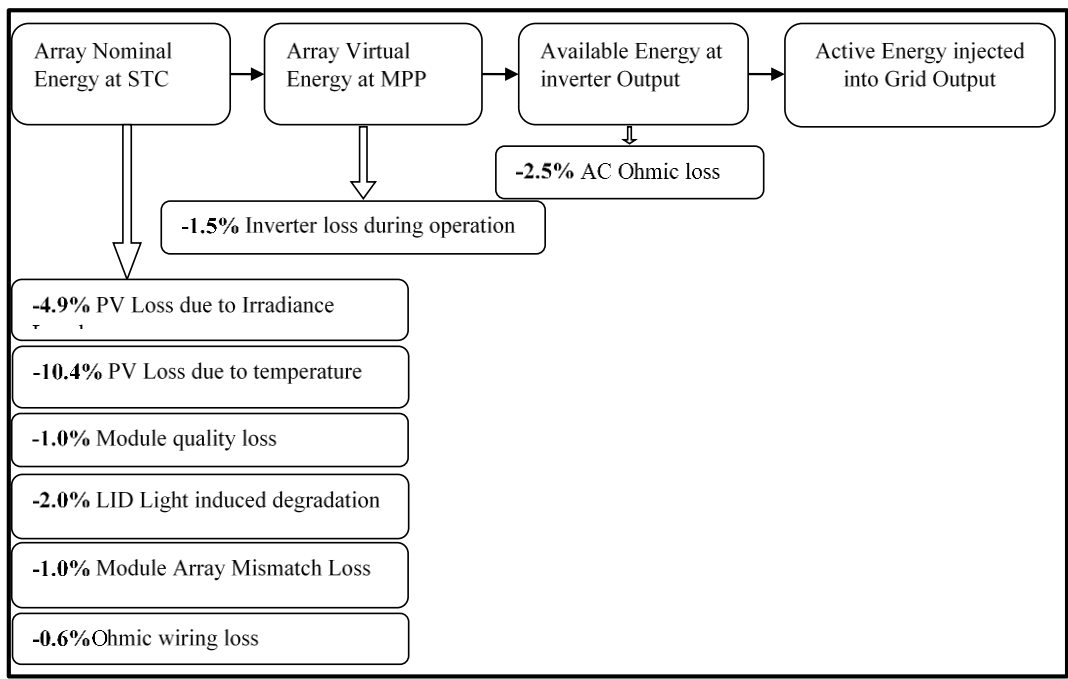 Array Nominal
Energy at STC
Array Virtual
Energy at MPP
Available Energy at
inverter Output
Active Energy injected
into Grid Output
-2.5% AC Ohmic loss
-1.5% Inverter loss during operation
-4.9% PV Loss due to Irradiance
-10.4% PV Loss due to temperature
-1.0% Module quality loss
-2.0% LID Light induced degradation
-1.0% Module Array Mismatch Loss
-0.6%Ohmic wiring loss